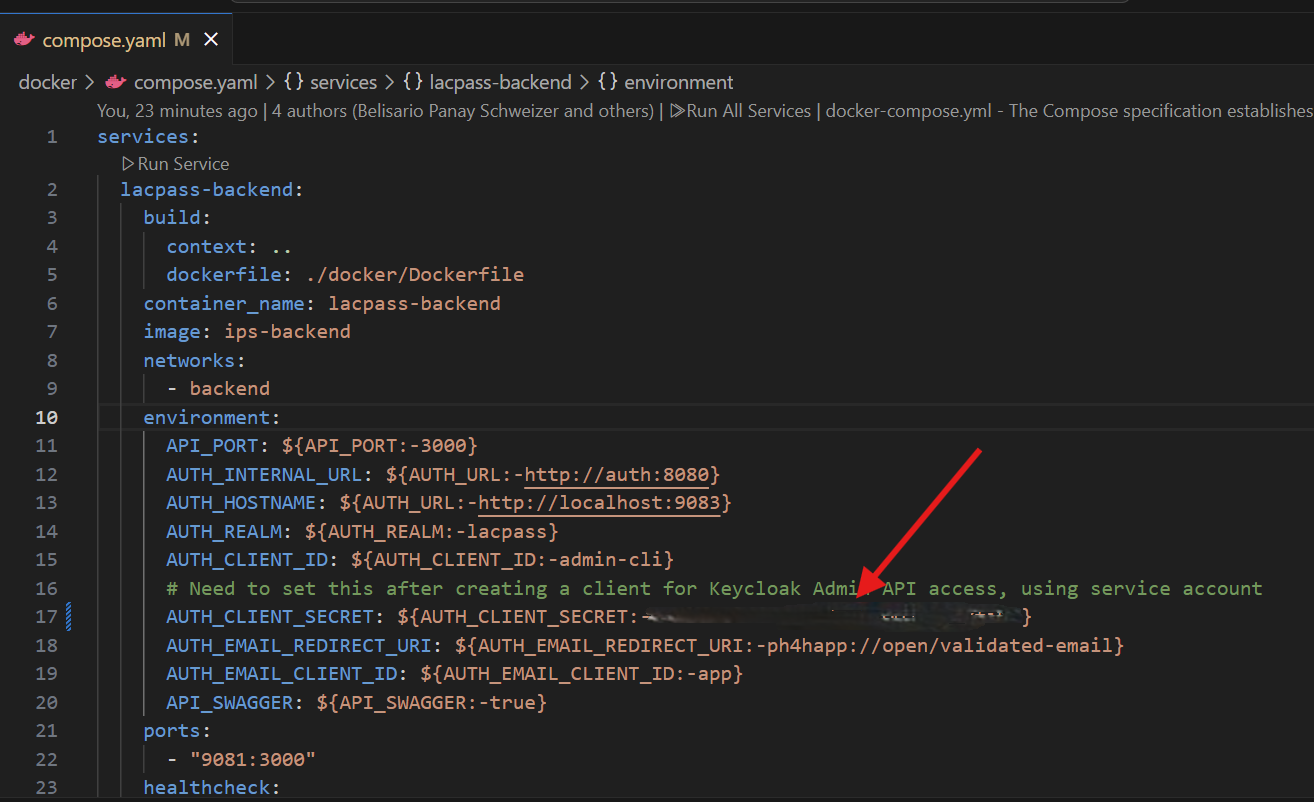 compose.yaml M
docker > compose.yaml > {} services > {} lacpass-backend > {} environment
You, 23 minutes ago | 4 authors (Belisario Panay Schweizer and others) | Run All Services | docker-compose.yml - The Compose specification establishes
1 services:
Run Service
2 lacpass-backend:
3 build:
4 context: ..
5 dockerfile: ./docker/Dockerfile
6 container_name: lacpass-backend
7 image: ips-backend
8 networks:
9 - backend
10 environment:
11 API_PORT: ${API_PORT:-3000}
12 AUTH_INTERNAL_URL: ${AUTH_URL:-http://auth:8080}
13 AUTH_HOSTNAME: ${AUTH_URL:-http://localhost:9083}
14 AUTH_REALM: ${AUTH_REALM:-lacpass}
15 AUTH_CLIENT_ID: ${AUTH_CLIENT_ID:-admin-cli}
16 # Need to set this after creating a client for Keycloak Admin API access, using service account
17 AUTH_CLIENT_SECRET: ${AUTH_CLIENT_SECRET:- }
18 AUTH_EMAIL_REDIRECT_URI: ${AUTH_EMAIL_REDIRECT_URI:-ph4happ://open/validated-email}
19 AUTH_EMAIL_CLIENT_ID: ${AUTH_EMAIL_CLIENT_ID:-app}
20 API_SWAGGER: ${API_SWAGGER:-true}
21 ports:
22 - "9081:3000"
23 healthcheck: